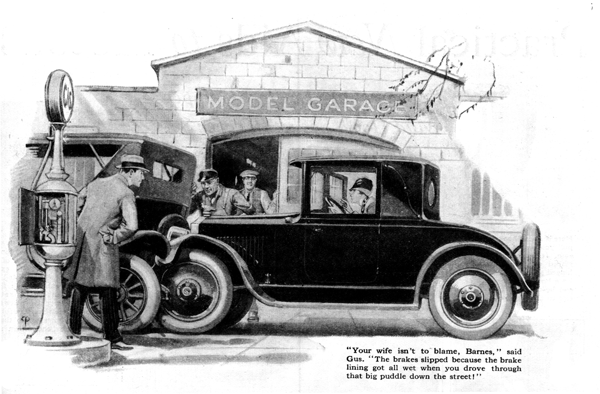 MODEL GARAGE
"Your wife isn't to blame, Barnes," said
Gus. "The brakes slipped because the brake
lining got all wet when you drove through
that big puddle down the street!"